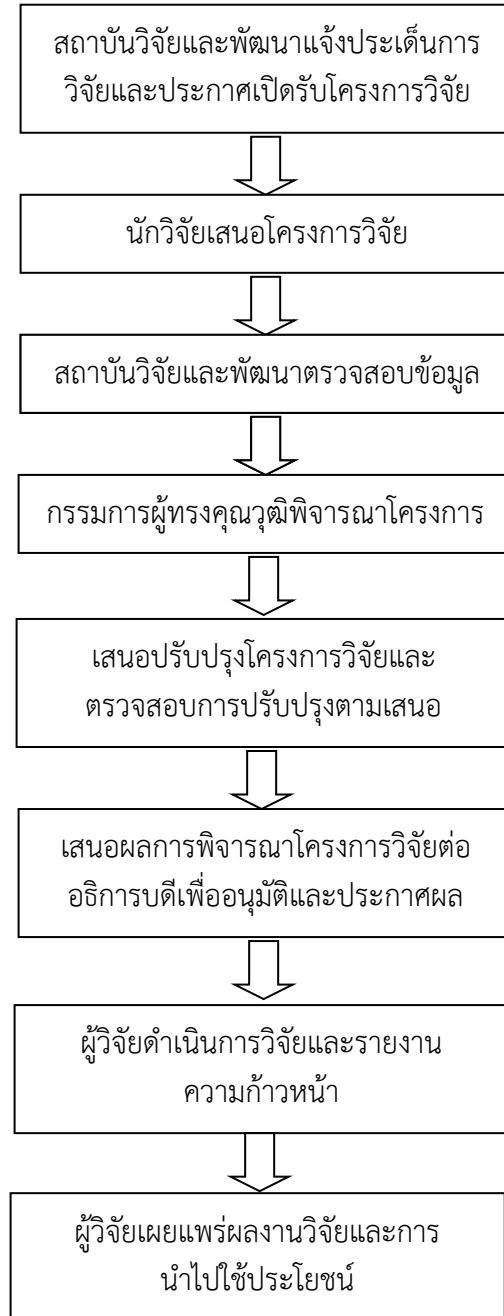 สถาบันวิจัยและพัฒนาแจ้งประเด็นการ
วิจัยและประกาศเปิดรับโครงการวิจัย
นักวิจัยเสนอโครงการวิจัย
สถาบันวิจัยและพัฒนาตรวจสอบข้อมูล
กรรมการผู้ทรงคุณวุฒิพิจารณาโครงการ
เสนอปรับปรุงโครงการวิจัยและ
ตรวจสอบการปรับปรุงตามเสนอ
เสนอผลการพิจารณาโครงการวิจัยต่อ
อธิการบดีเพื่ออนุมัติและประกาศผล
ผู้วิจัยดำเนินการวิจัยและรายงาน
ความก้าวหน้า
ผู้วิจัยเผยแพร่ผลงานวิจัยและการ
นำไปใช้ประโยชน์